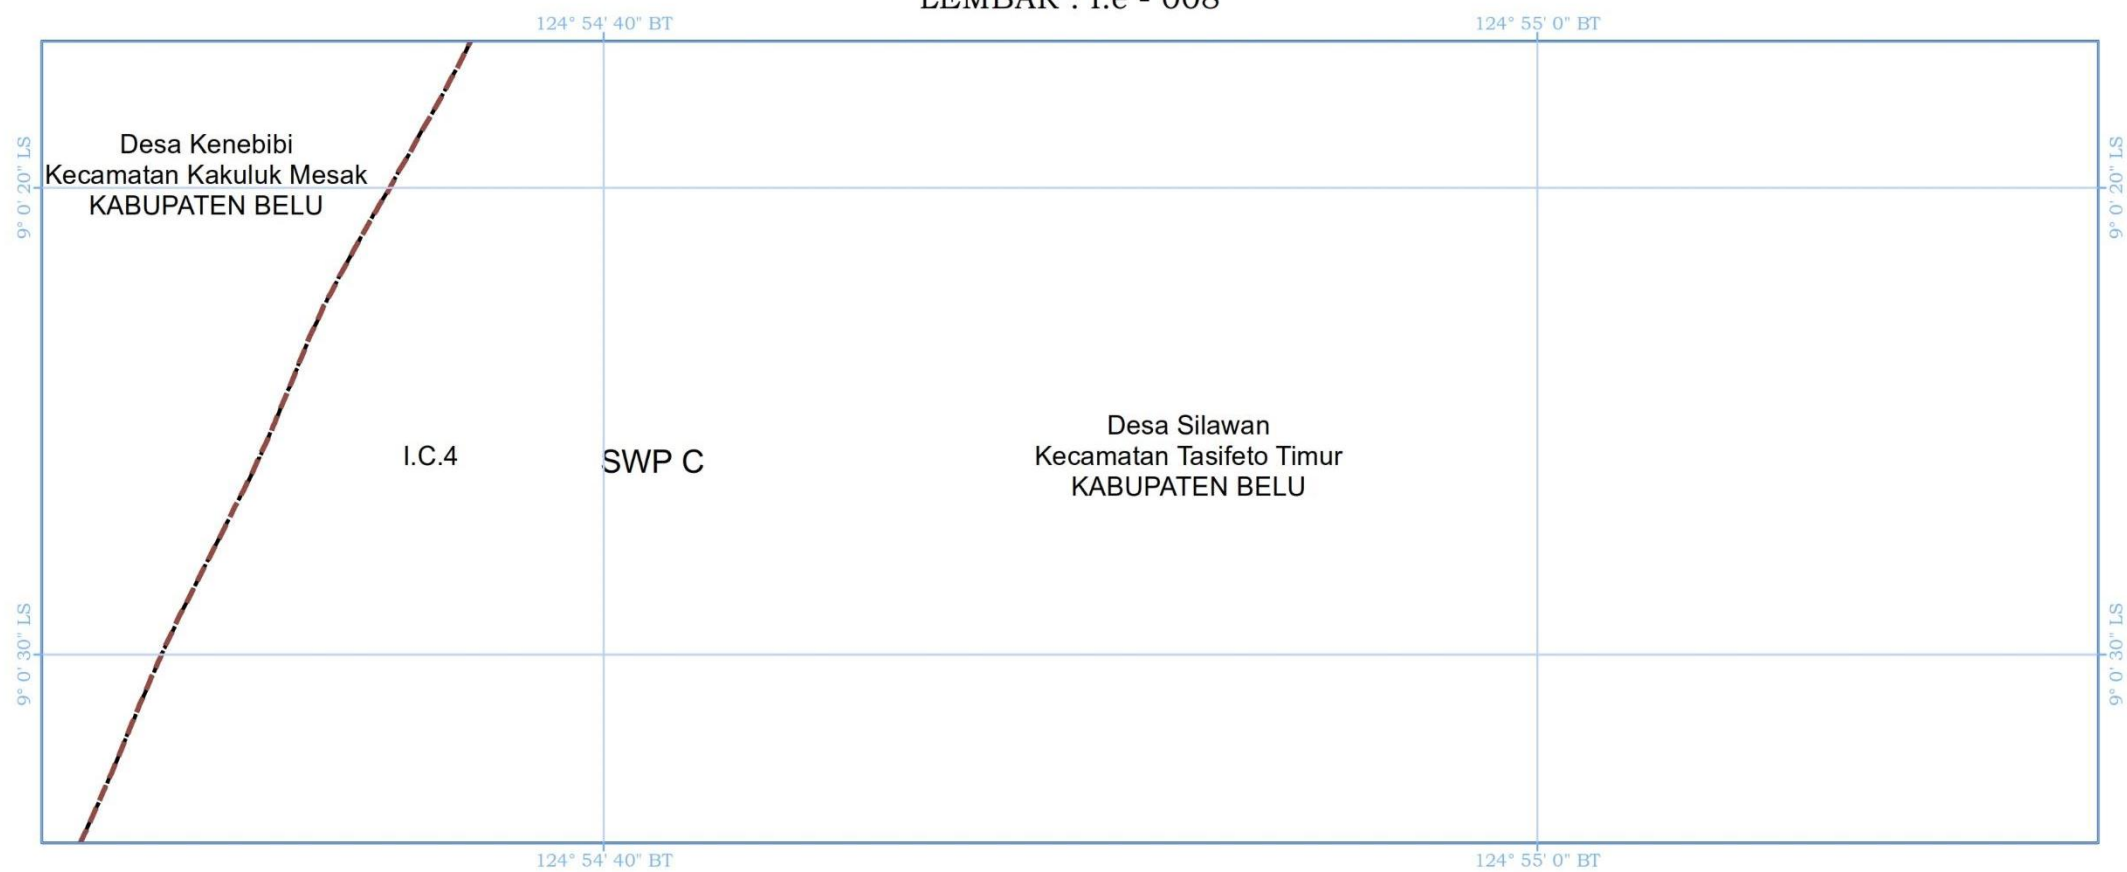 LEMBAR : I.e - 008
124° 54' 40" BT
124° 55' 0" BT
9° 0' 20" LS
Desa Kenebibi
Kecamatan Kakuluk Mesak
KABUPATEN BELU
9° 0' 20" LS
I.C.4
SWP C
Desa Silawan
Kecamatan Tasifeto Timur
KABUPATEN BELU
9° 0' 30" LS
9° 0' 30" LS
124° 54' 40" BT
124° 55' 0" BT